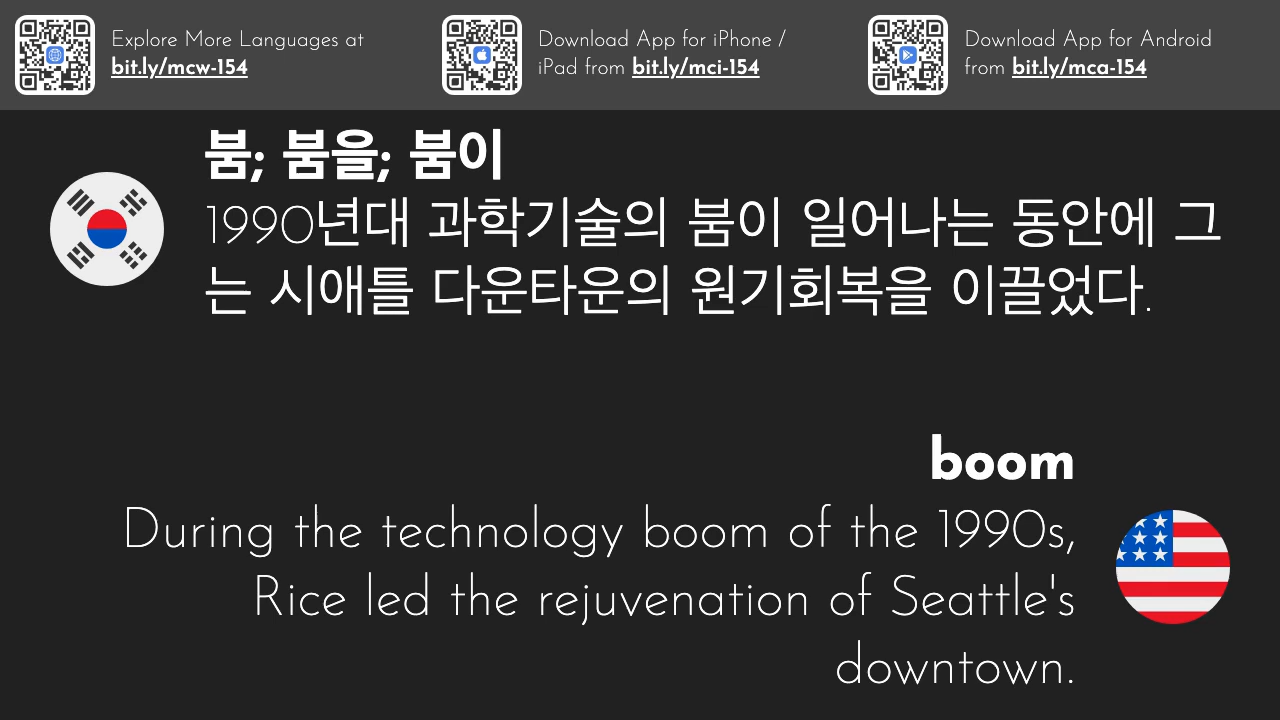 Explore More Languages at
bit.ly/mcw-154
Download App for iPhone /
iPad from bit.ly/mci-154
Download App for Android
from bit.ly/mca-154
붐; 붐을; 붐이
1990년대 과학기술의 붐이 일어나는 동안에 그
는 시애틀 다운타운의 원기회복을 이끌었다.
boom
During the technology boom of the 1990s,
Rice led the rejuvenation of Seattle's
downtown.